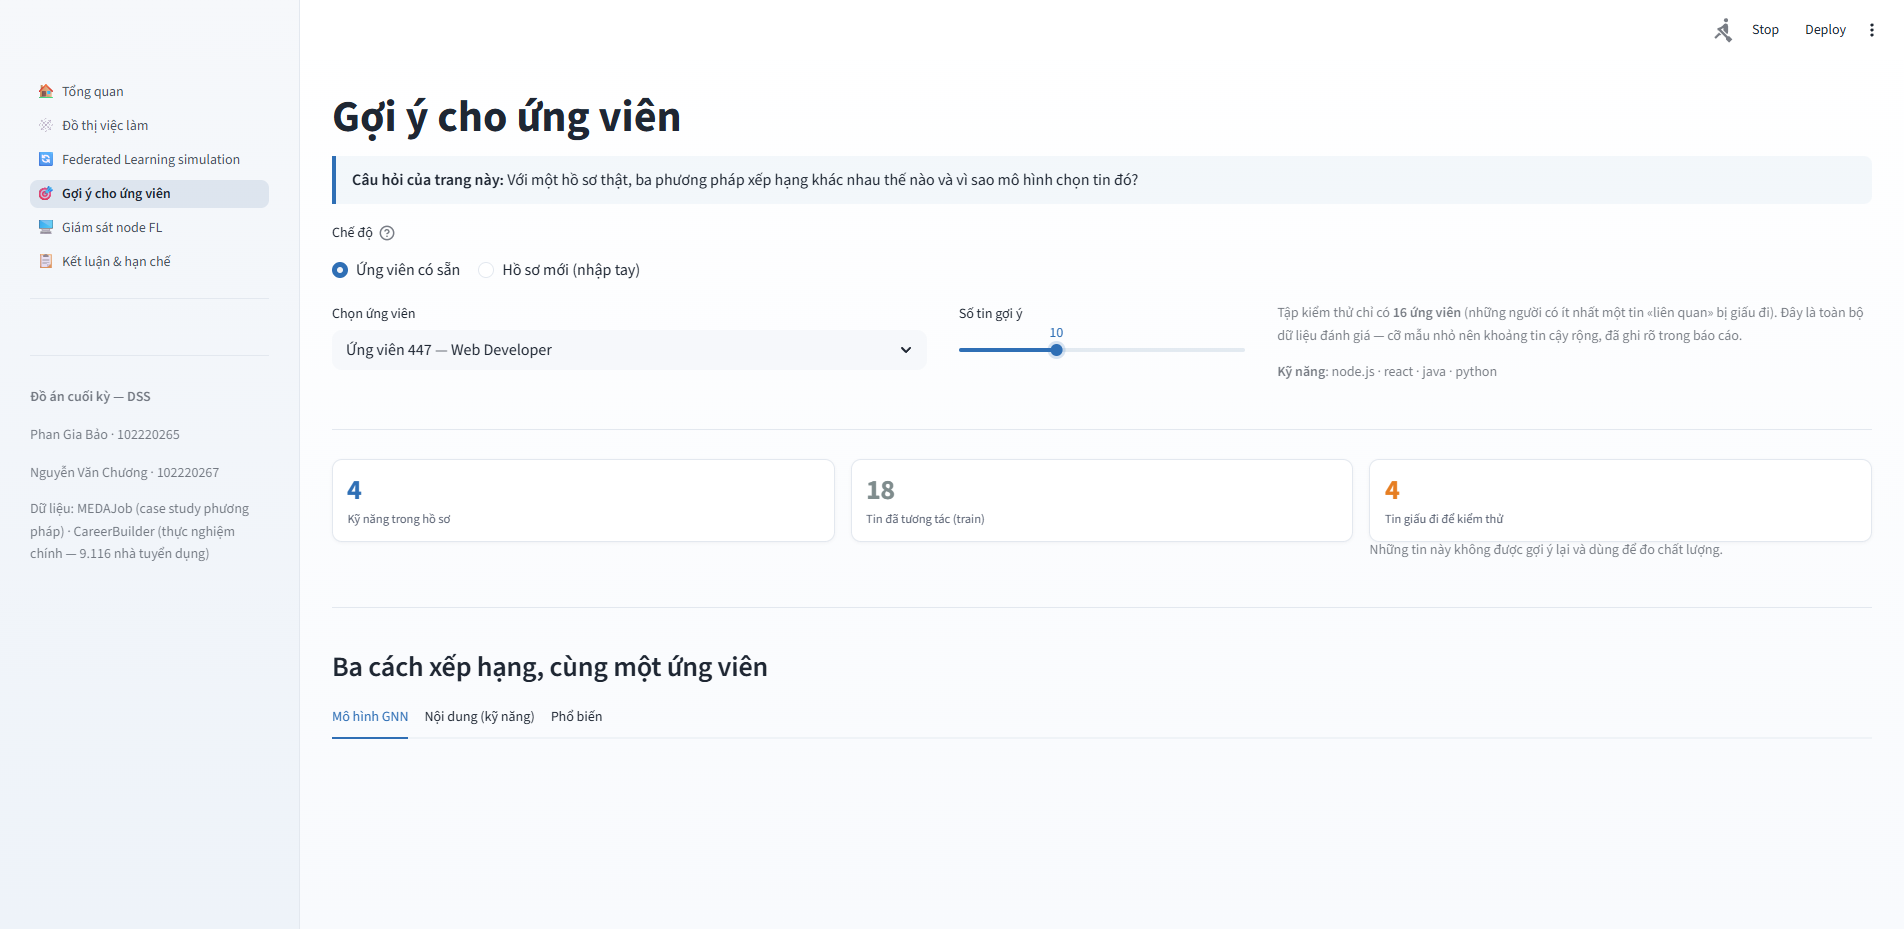 Stop
Deploy
Tổng quan
Đồ thị việc làm
Federated Learning simulation
Gợi ý cho ứng viên
Giám sát node FL
Kết luận & hạn chế
Đồ án cuối kỳ — DSS
Phan Gia Bảo · 102220265
Nguyễn Văn Chương · 102220267
Dữ liệu: MEDAJob (case study phương
pháp) · CareerBuilder (thực nghiệm
chính — 9.116 nhà tuyển dụng)
Gợi ý cho ứng viên
Câu hỏi của trang này: Với một hồ sơ thật, ba phương pháp xếp hạng khác nhau thế nào và vì sao mô hình chọn tin đó?
Chế độ
Ứng viên có sẵn
Hồ sơ mới (nhập tay)
Chọn ứng viên
Ứng viên 447 — Web Developer
Số tin gợi ý
10
Tập kiểm thử chỉ có 16 ứng viên (những người có ít nhất một tin «liên quan» bị giấu đi). Đây là toàn bộ
dữ liệu đánh giá — cỡ mẫu nhỏ nên khoảng tin cậy rộng, đã ghi rõ trong báo cáo.
Kỹ năng: node.js · react · java · python
4
Kỹ năng trong hồ sơ
18
Tin đã tương tác (train)
4
Tin giấu đi để kiểm thử
Những tin này không được gợi ý lại và dùng để đo chất lượng.
Ba cách xếp hạng, cùng một ứng viên
Mô hình GNN
Nội dung (kỹ năng)
Phổ biến